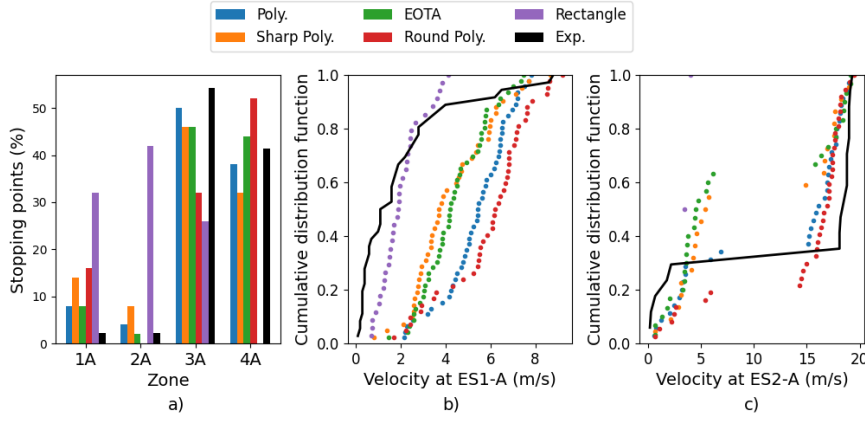 Poly. EOTA Rectangle
Sharp Poly. Round Poly. Exp.
Stopping points (%)
50
40
30
20
10
0
1A 2A 3A 4A
Zone
a)
Cumulative distribution function
1.0
0.8
0.6
0.4
0.2
0.0
0 2 4 6 8
Velocity at ES1-A (m/s)
b)
Cumulative distribution function
1.0
0.8
0.6
0.4
0.2
0.0
0 5 10 15 20
Velocity at ES2-A (m/s)
c)